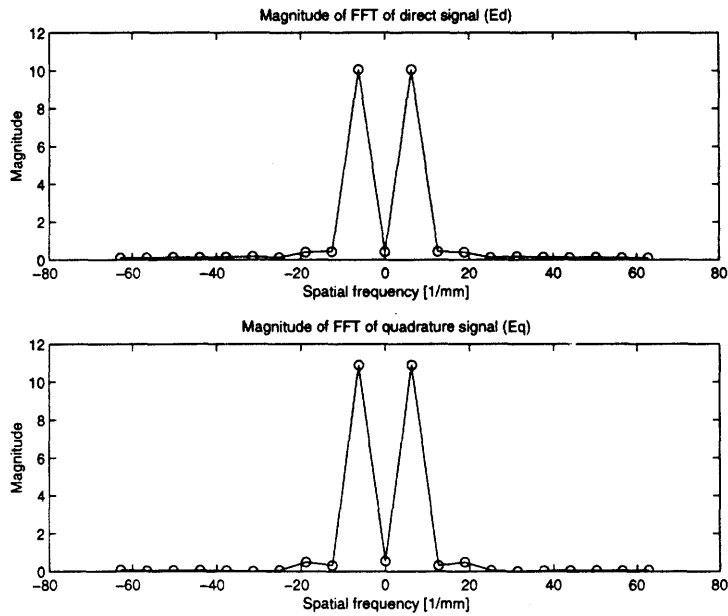 Magnitude of FFT of direct signal (Ed)
12
10
8
6
4
2
0
Magnitude
−80 −60 −40 −20 0 20 40 60 80
Spatial frequency [1/mm]
Magnitude of FFT of quadrature signal (Eq)
12
10
8
6
4
2
0
Magnitude
−80 −60 −40 −20 0 20 40 60 80
Spatial frequency [1/mm]